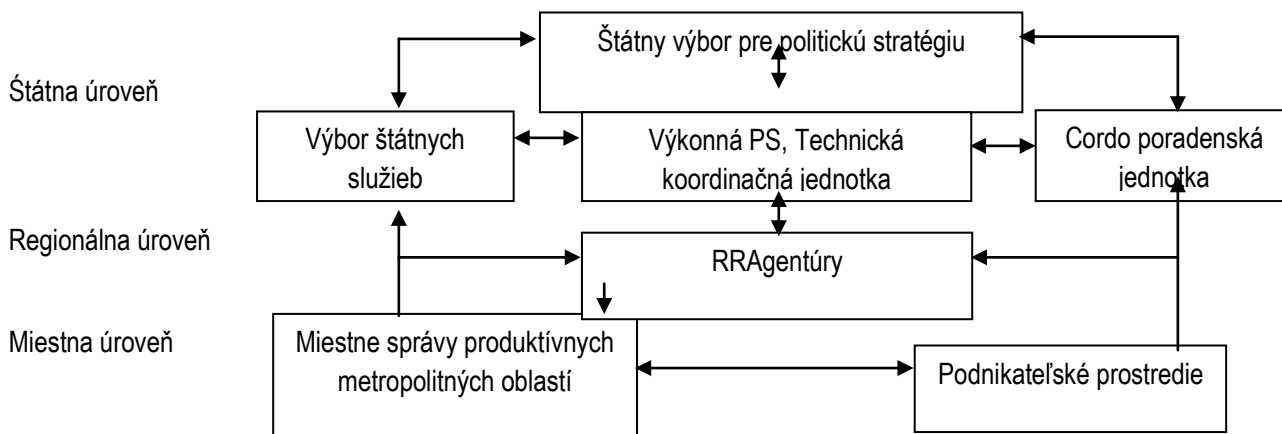 Štátny výbor pre politickú stratégiu
Śtátna úroveň
Výbor štátnych
služieb
Výkonná PS, Technická
koordinačná jednotka
Cordo poradenská
jednotka
Regionálna úroveň
RRAgentúry
Miestna úroveň
Miestne správy produktívnych
metropolitných oblastí
Podnikateľské prostredie